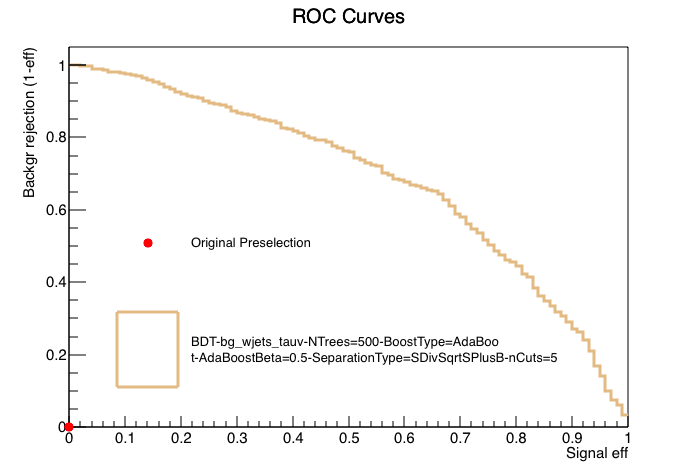 ROC Curves
Backgr rejection (1-eff)
1
0.8
0.6
0.4
0.2
0
Original Preselection
BDT-bg_wjets_tauv-NTrees=500-BoostType=AdaBoo
t-AdaBoostBeta=0.5-SeparationType=SDivSqrtSPlusB-nCuts=5
0 0.1 0.2 0.3 0.4 0.5 0.6 0.7 0.8 0.9 1
Signal eff